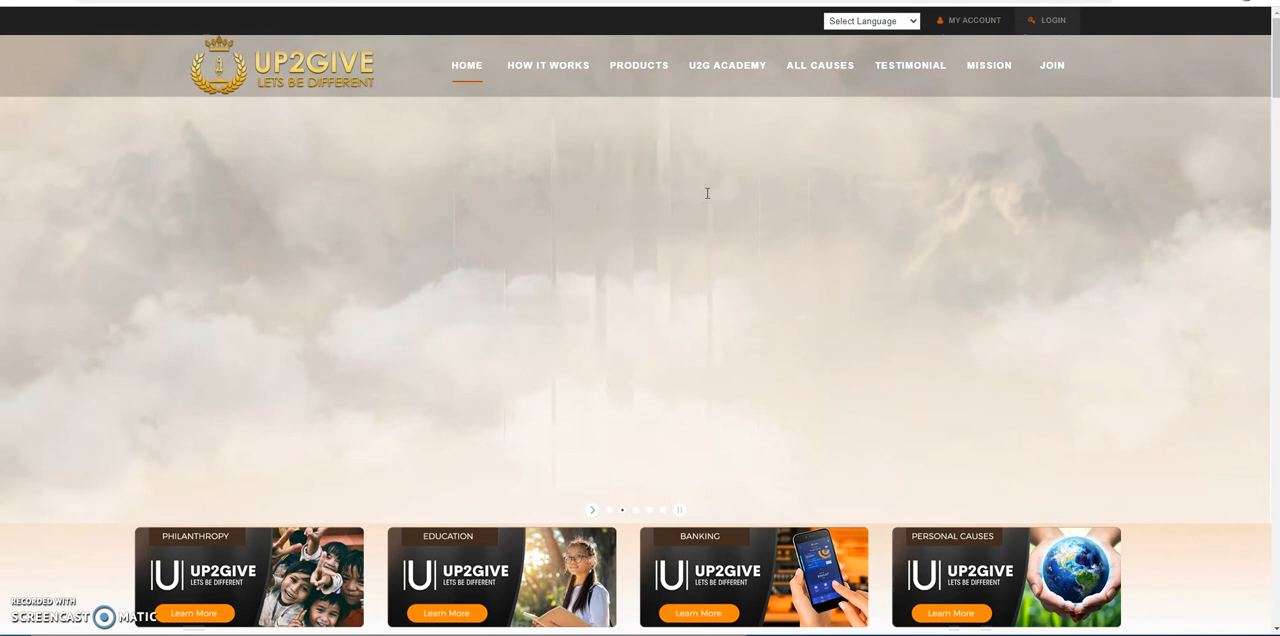 Select Language
MY ACCOUNT
LOGIN
UP2GIVE
LETS BE DIFFERENT
HOME
HOW IT WORKS
PRODUCTS
U2G ACADEMY
ALL CAUSES
TESTIMONIAL
MISSION
JOIN
PHILANTHROPY
UP2GIVE
LETS BE DIFFERENT
Learn More
EDUCATION
UP2GIVE
LETS BE DIFFERENT
Learn More
BANKING
UP2GIVE
LETS BE DIFFERENT
Learn More
PERSONAL CAUSES
UP2GIVE
LETS BE DIFFERENT
Learn More
RECORDED WITH
SCREENCAST MATIC